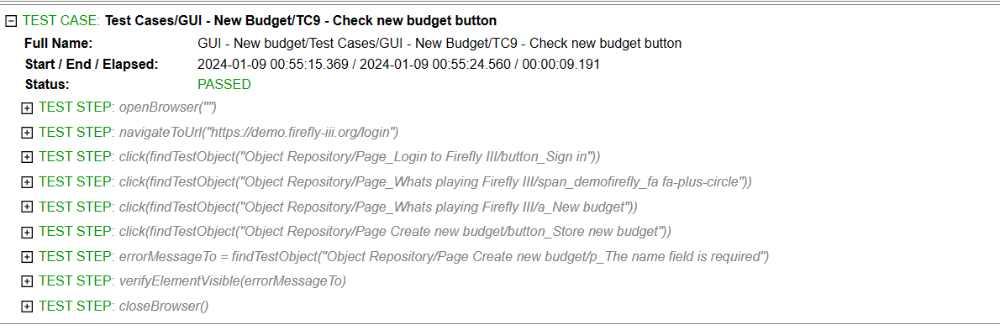 TEST CASE: Test Cases/GUI - New Budget/TC9 - Check new budget button
Full Name: GUI - New budget/Test Cases/GUI - New Budget/TC9 - Check new budget button
Start / End / Elapsed: 2024-01-09 00:55:15.369 / 2024-01-09 00:55:24.560 / 00:00:09.191
Status: PASSED
TEST STEP: openBrowser("")
TEST STEP: navigateToUrl("https://demo.firefly-iii.org/login")
TEST STEP: click(findTestObject("Object Repository/Page_Login to Firefly III/button_Sign in"))
TEST STEP: click(findTestObject("Object Repository/Page_Whats playing Firefly III/span_demofirefly_fa fa-plus-circle"))
TEST STEP: click(findTestObject("Object Repository/Page_Whats playing Firefly III/a_New budget"))
TEST STEP: click(findTestObject("Object Repository/Page Create new budget/button_Store new budget"))
TEST STEP: errorMessageTo = findTestObject("Object Repository/Page Create new budget/p_The name field is required")
TEST STEP: verifyElementVisible(errorMessageTo)
TEST STEP: closeBrowser()